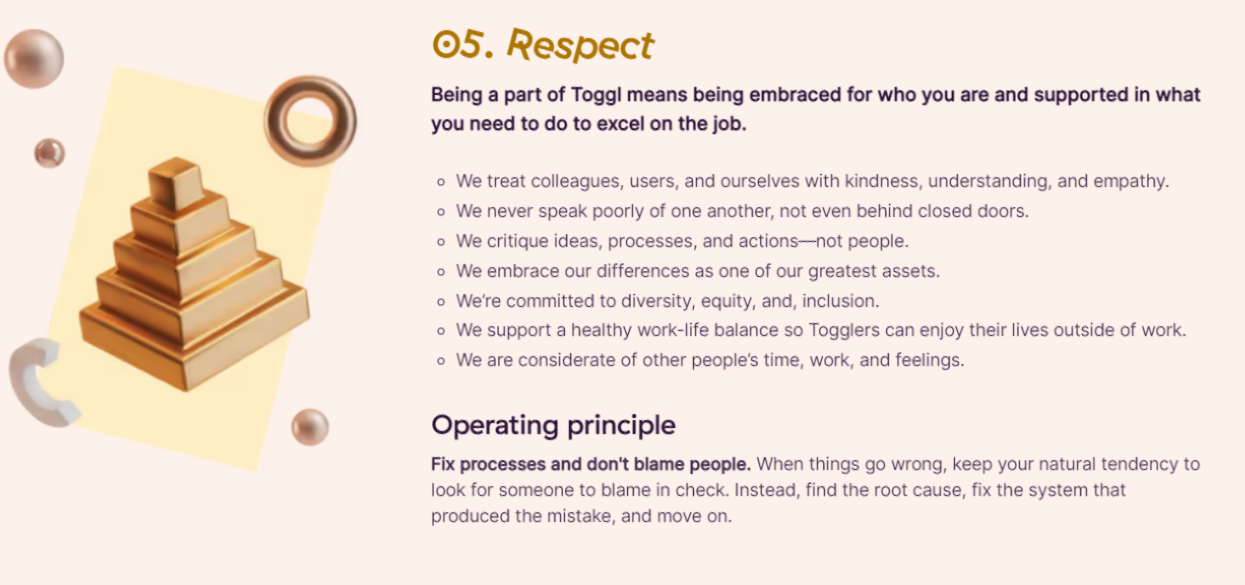 05. Respect
Being a part of Toggl means being embraced for who you are and supported in what
you need to do to excel on the job.
We treat colleagues, users, and ourselves with kindness, understanding, and empathy.
We never speak poorly of one another, not even behind closed doors.
We critique ideas, processes, and actions—not people.
We embrace our differences as one of our greatest assets.
We're committed to diversity, equity, and, inclusion.
We support a healthy work-life balance so Togglers can enjoy their lives outside of work.
We are considerate of other people's time, work, and feelings.
Operating principle
Fix processes and don't blame people. When things go wrong, keep your natural tendency to
look for someone to blame in check. Instead, find the root cause, fix the system that
produced the mistake, and move on.